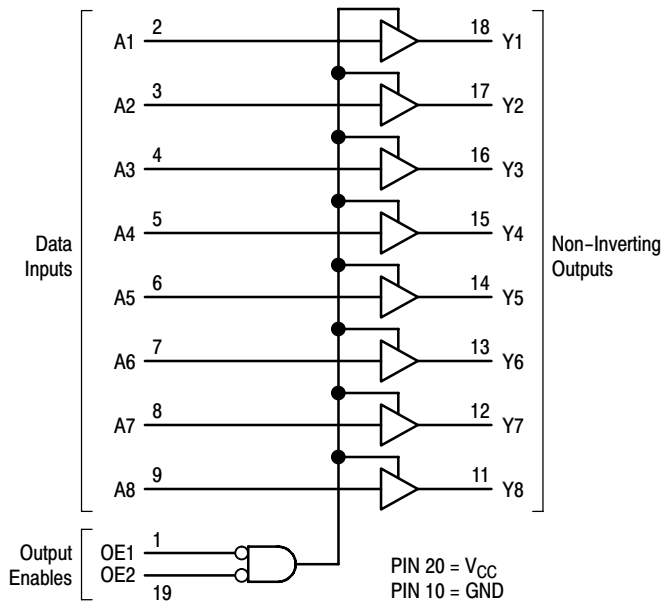 A1 2 18 Y1
A2 3 17 Y2
A3 4 16 Y3
A4 5 15 Y4
Data
Inputs
Non−Inverting
Outputs
A5 6 14 Y5
A6 7 13 Y6
A7 8 12 Y7
A8 9 11 Y8
Output
Enables
OE1 1
OE2 19
PIN 20 = VCC
PIN 10 = GND